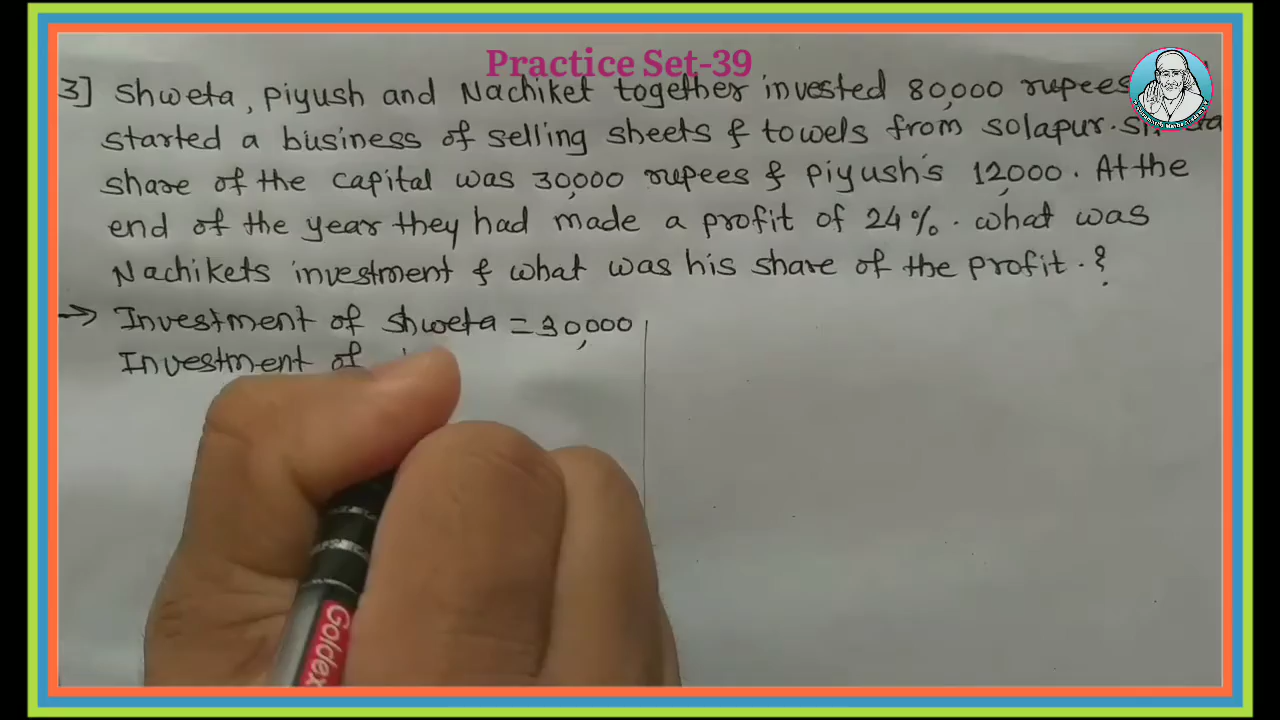 Practice Set-39
3] Shweta, Piyush and Nachiket together invested 80,000 rupees
started a business of selling sheets & towels from solapur.
share of the capital was 30,000 rupees & Piyush's 12,000. At the
end of the year they had made a profit of 24%. what was
Nachikets investment & what was his share of the profit.?
→ Investment of shweta = 30,000
Investment of
Goldex